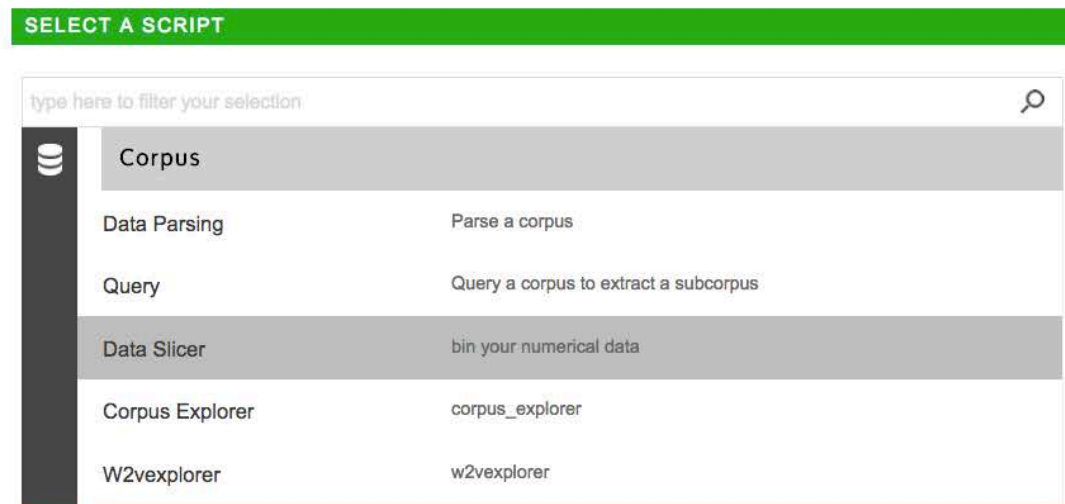 SELECT A SCRIPT
type here to filter your selection
Corpus
Data Parsing Parse a corpus
Query Query a corpus to extract a subcorpus
Data Slicer bin your numerical data
Corpus Explorer corpus_explorer
W2vexplorer w2vexplorer